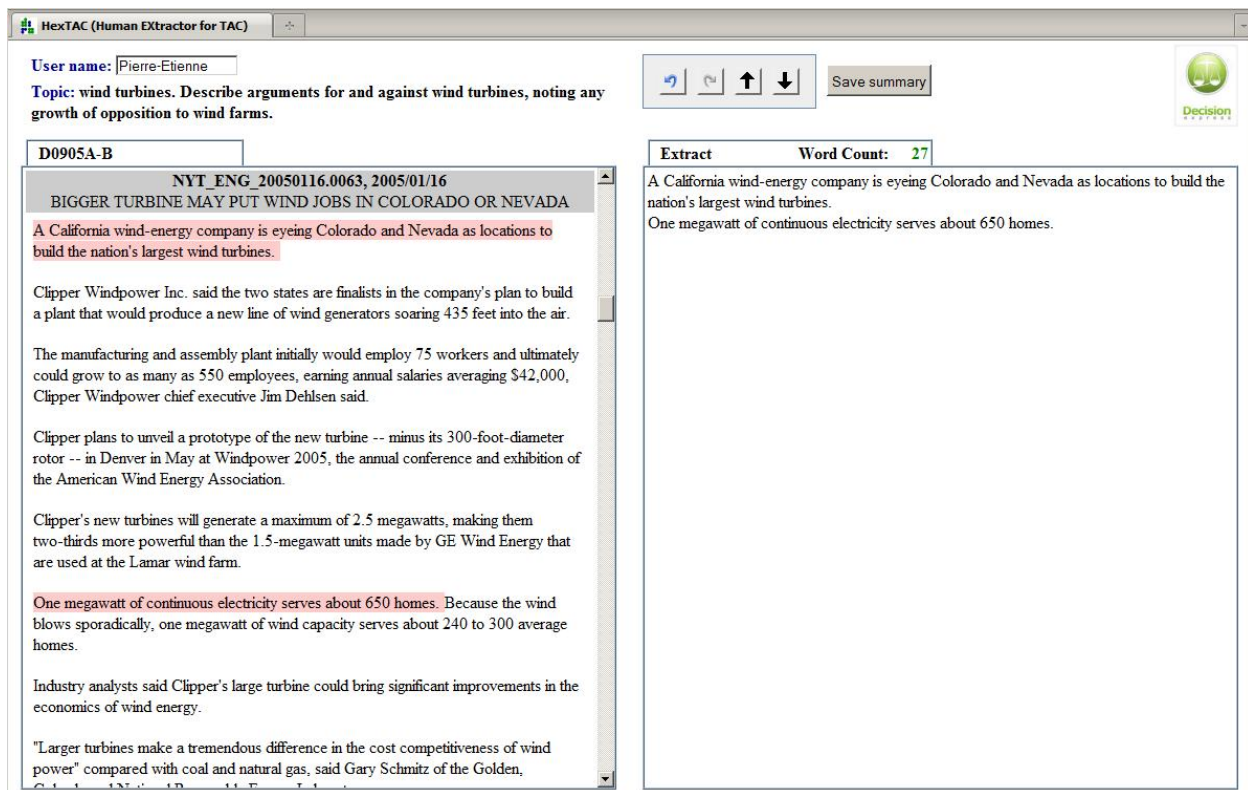 HexTAC (Human EXtractor for TAC)
User name: Pierre-Etienne
Topic: wind turbines. Describe arguments for and against wind turbines, noting any
growth of opposition to wind farms.
Save summary
Decision
EXPRESS
D0905A-B
NYT_ENG_20050116.0063, 2005/01/16
BIGGER TURBINE MAY PUT WIND JOBS IN COLORADO OR NEVADA
A California wind-energy company is eyeing Colorado and Nevada as locations to
build the nation's largest wind turbines.
Clipper Windpower Inc. said the two states are finalists in the company's plan to build
a plant that would produce a new line of wind generators soaring 435 feet into the air.
The manufacturing and assembly plant initially would employ 75 workers and ultimately
could grow to as many as 550 employees, earning annual salaries averaging $42,000,
Clipper Windpower chief executive Jim Dehlsen said.
Clipper plans to unveil a prototype of the new turbine -- minus its 300-foot-diameter
rotor -- in Denver in May at Windpower 2005, the annual conference and exhibition of
the American Wind Energy Association.
Clipper's new turbines will generate a maximum of 2.5 megawatts, making them
two-thirds more powerful than the 1.5-megawatt units made by GE Wind Energy that
are used at the Lamar wind farm.
One megawatt of continuous electricity serves about 650 homes. Because the wind
blows sporadically, one megawatt of wind capacity serves about 240 to 300 average
homes.
Industry analysts said Clipper's large turbine could bring significant improvements in the
economics of wind energy.
"Larger turbines make a tremendous difference in the cost competitiveness of wind
power" compared with coal and natural gas, said Gary Schmitz of the Golden,
Extract Word Count: 27
A California wind-energy company is eyeing Colorado and Nevada as locations to build the
nation's largest wind turbines.
One megawatt of continuous electricity serves about 650 homes.